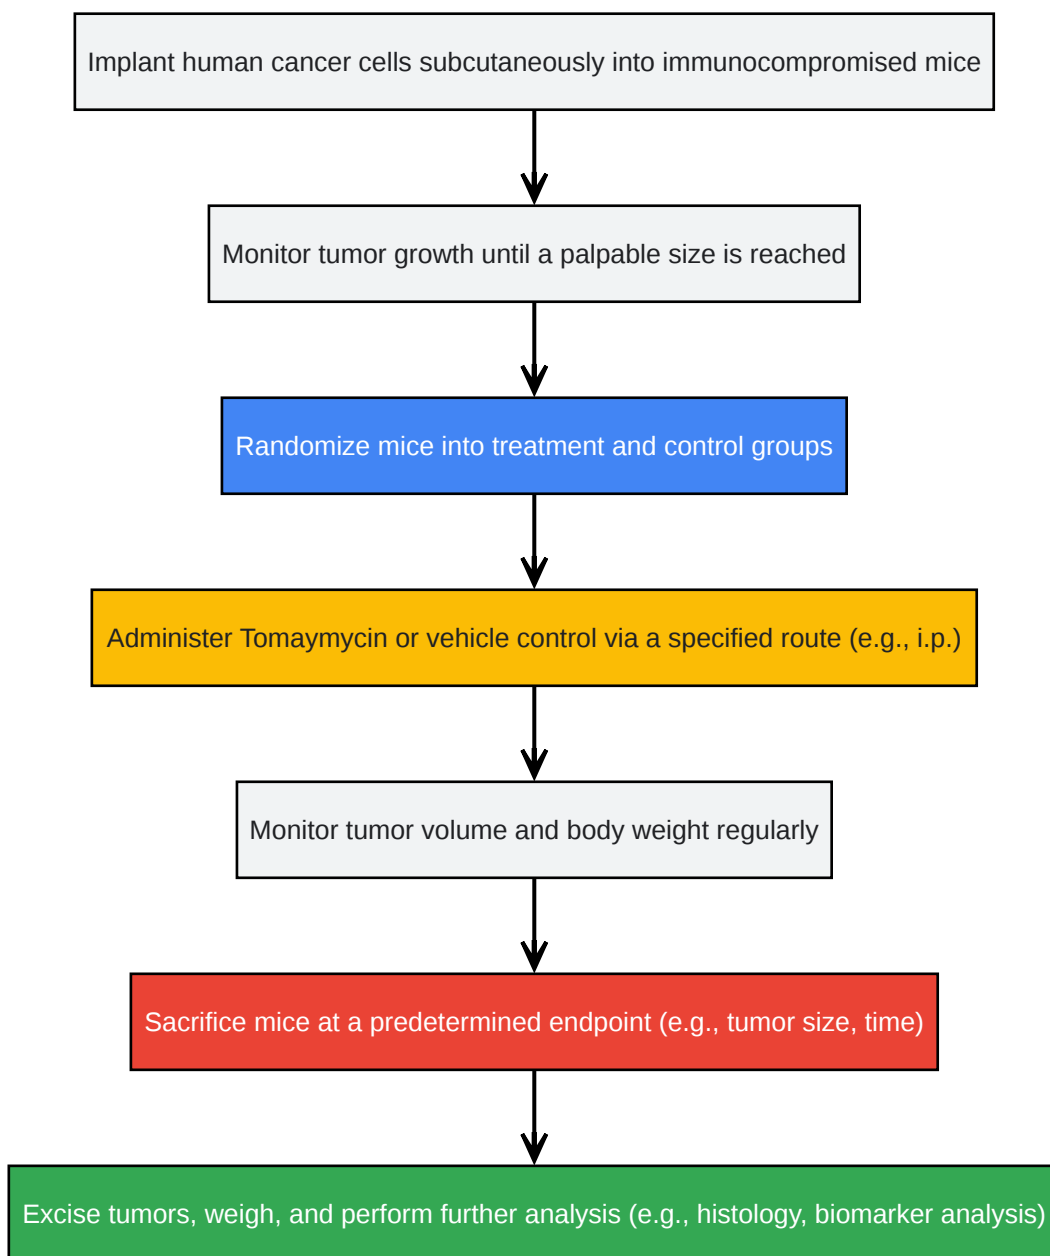 Implant human cancer cells subcutaneously into immunocompromised mice
Monitor tumor growth until a palpable size is reached
Randomize mice into treatment and control groups
Administer Tomaymycin or vehicle control via a specified route (e.g., i.p.)
Monitor tumor volume and body weight regularly
Sacrifice mice at a predetermined endpoint (e.g., tumor size, time)
Excise tumors, weigh, and perform further analysis (e.g., histology, biomarker analysis)